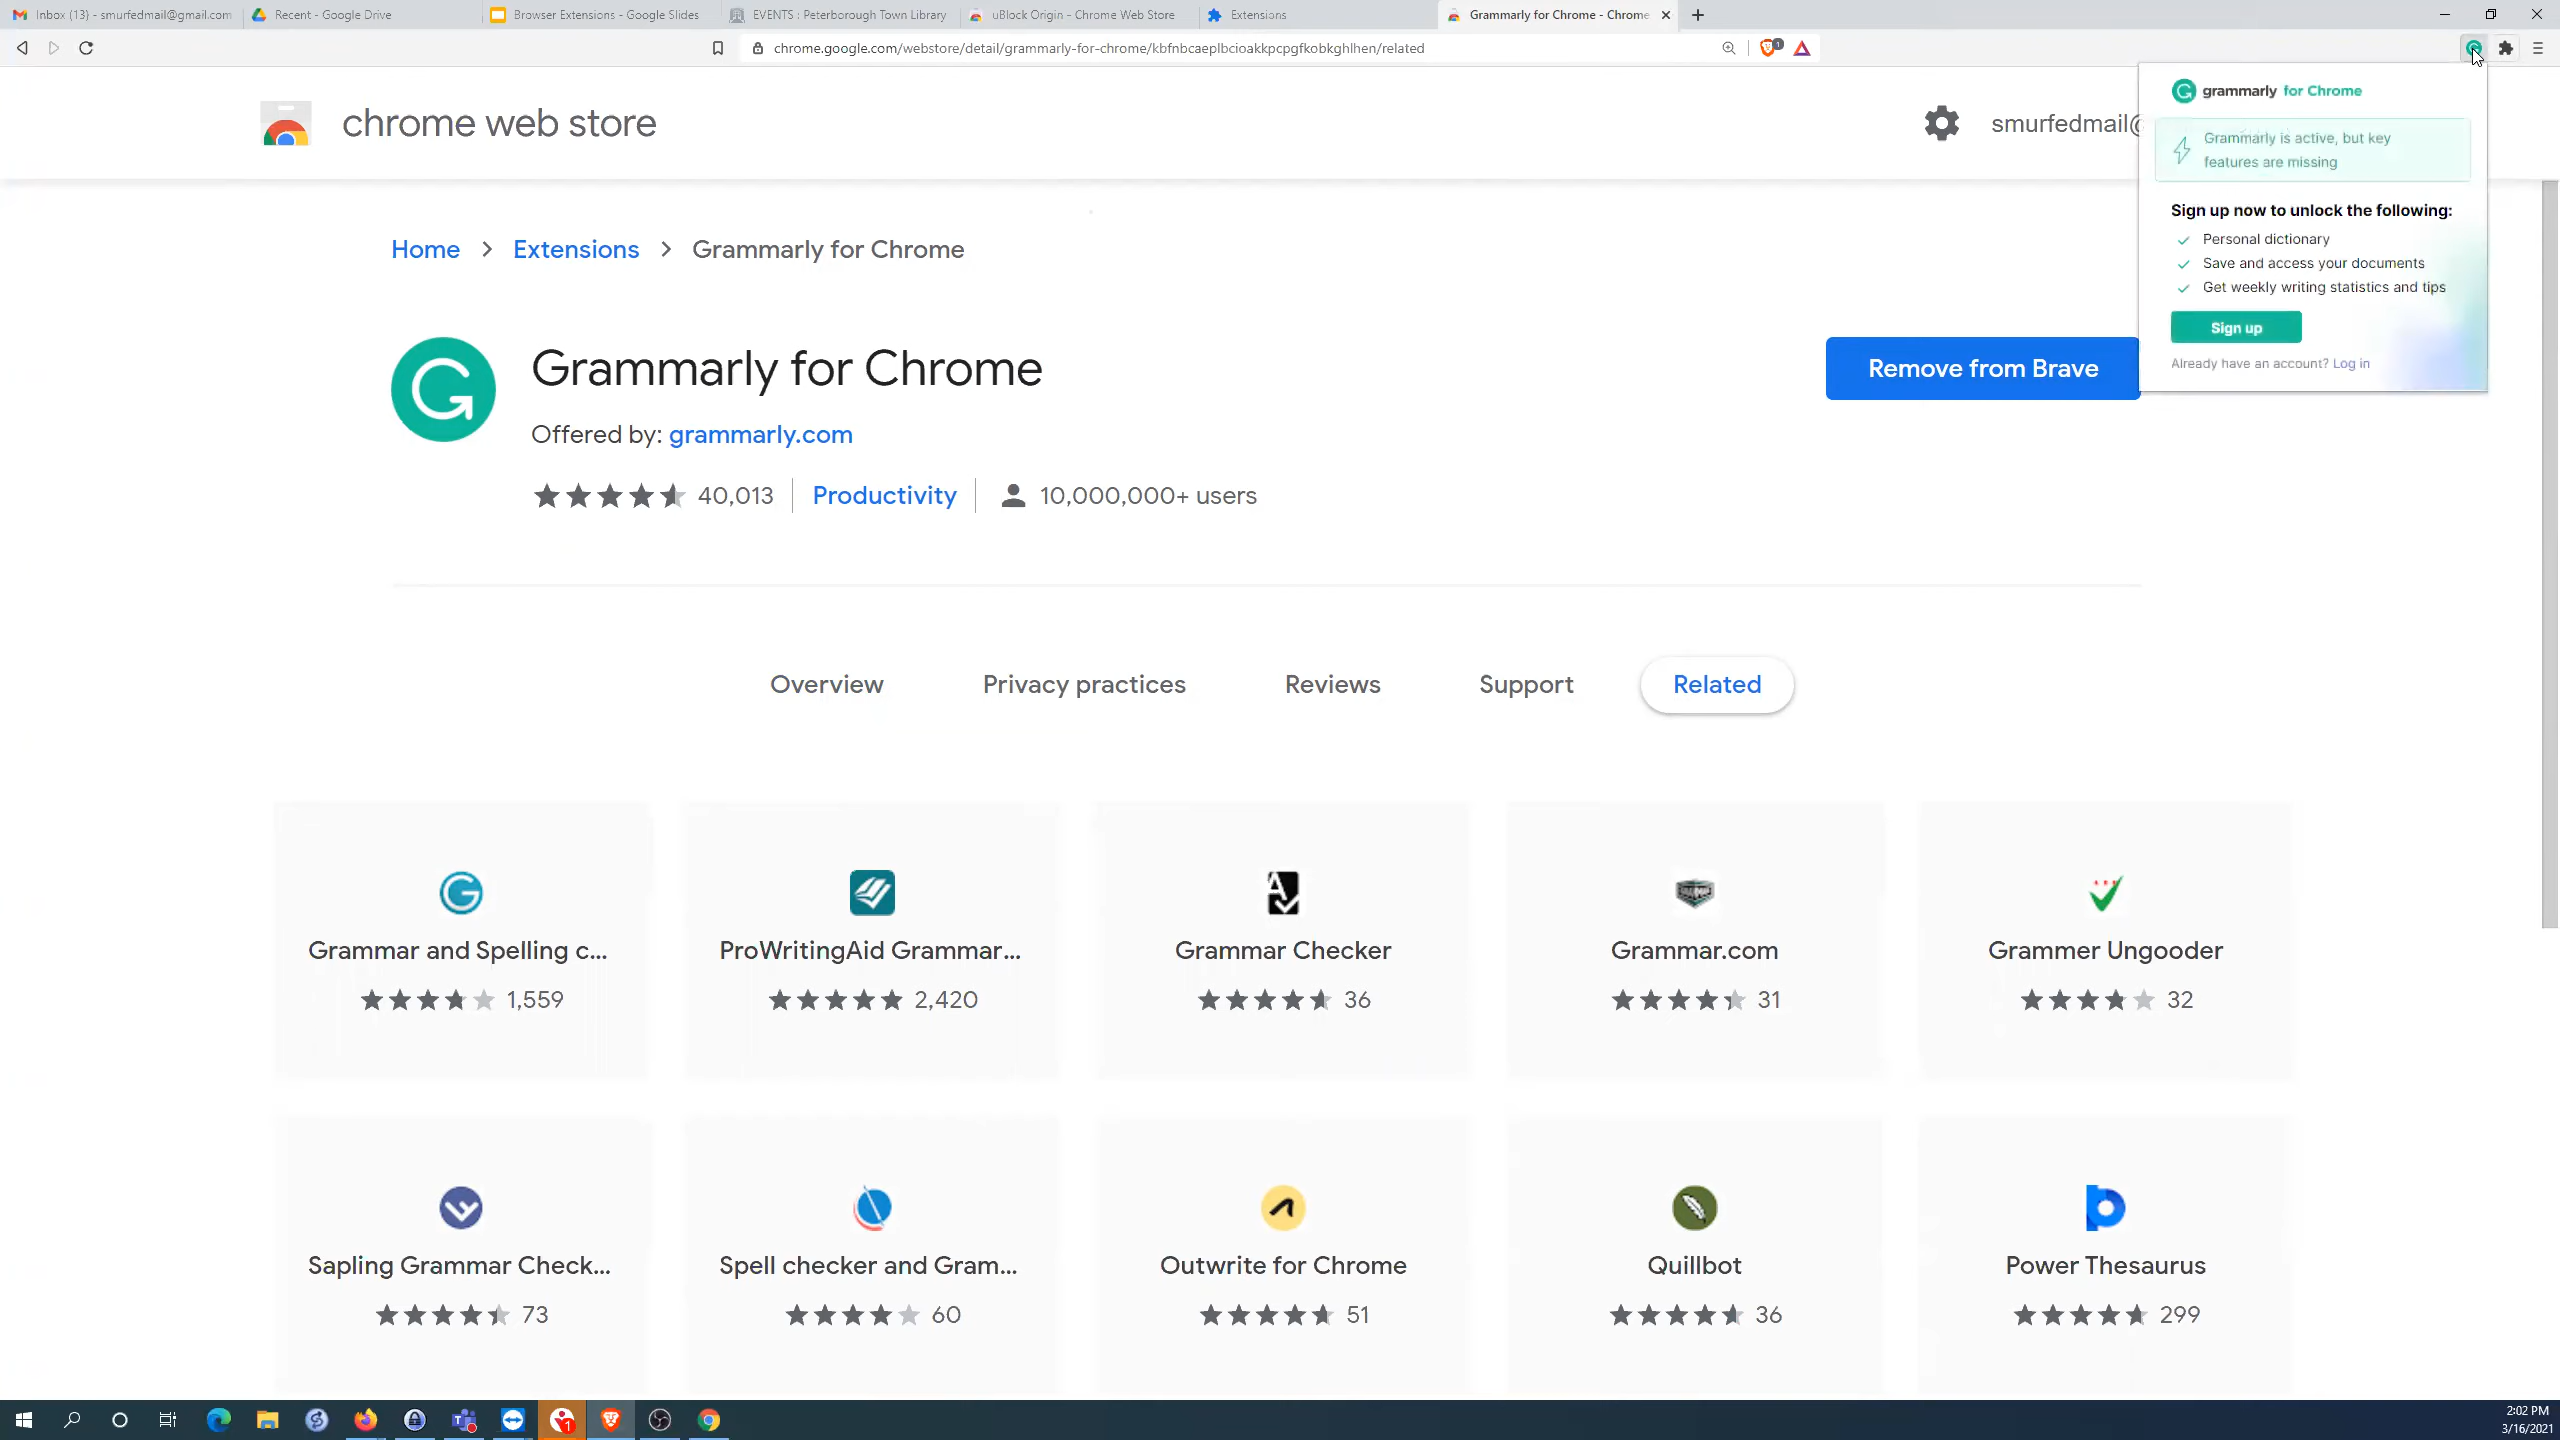 Inbox (13) - smurfedmail@gmail.com
Recent - Google Drive
Browser Extensions - Google Slides
EVENTS : Peterborough Town Library
uBlock Origin - Chrome Web Store
Extensions
Grammarly for Chrome - Chrome
chrome.google.com/webstore/detail/grammarly-for-chrome/kbfnbcaeplbcioakkpcpgfkobkghlhen/related
1
grammarly for Chrome
Grammarly is active, but key
features are missing
Sign up now to unlock the following:
Personal dictionary
Save and access your documents
Get weekly writing statistics and tips
Sign up
Already have an account? Log in
chrome web store
smurfedmail@
Home > Extensions > Grammarly for Chrome
Grammarly for Chrome
Remove from Brave
Offered by: grammarly.com
40,013
Productivity
10,000,000+ users
Overview
Privacy practices
Reviews
Support
Related
Grammar and Spelling c...
ProWritingAid Grammar...
Grammar Checker
Grammar.com
Grammer Ungooder
1,559
2,420
36
31
32
Sapling Grammar Check...
Spell checker and Gram...
Outwrite for Chrome
Quillbot
Power Thesaurus
73
60
51
36
299
1
2:02 PM
3/16/2021